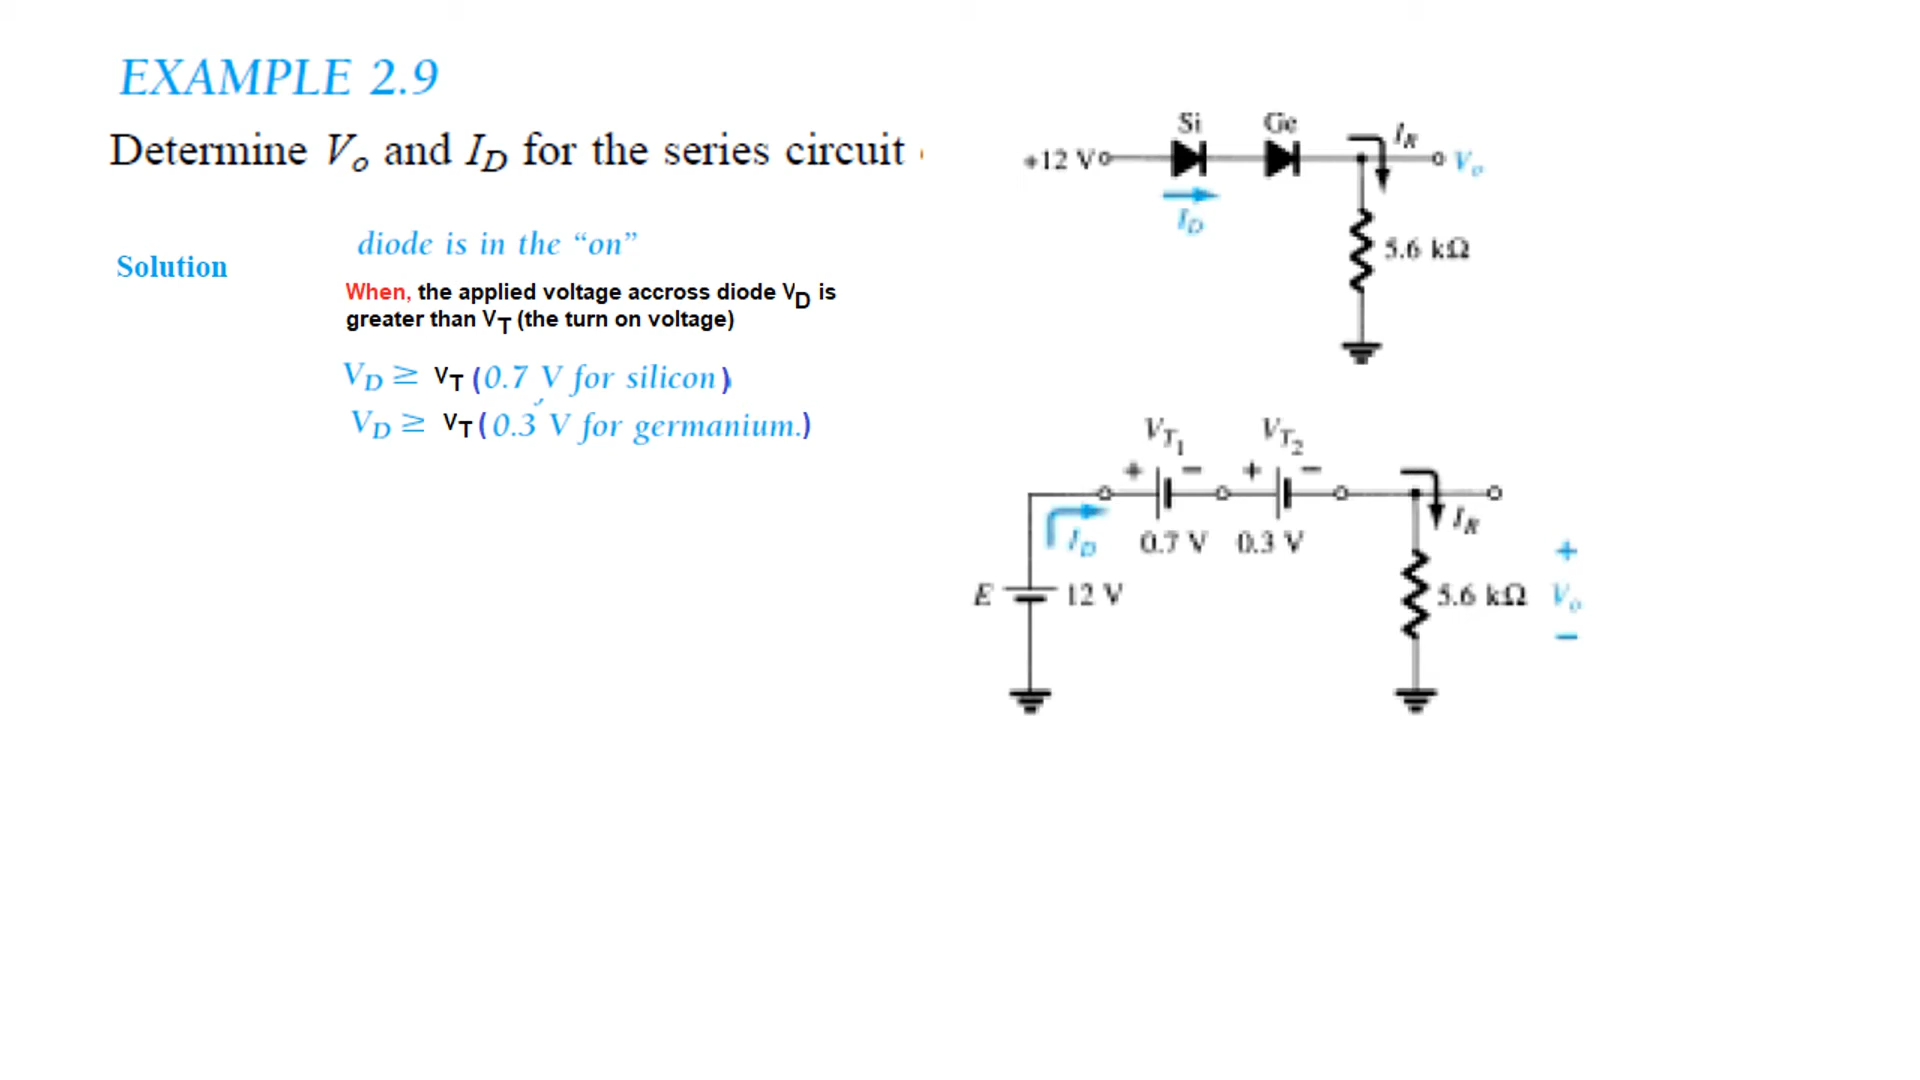 EXAMPLE 2.9
Determine Vo and ID for the series circuit
Solution
diode is in the “on”
When, the applied voltage accross diode VD is
greater than VT (the turn on voltage)
VD ≥ VT (0.7 V for silicon)
VD ≥ VT (0.3 V for germanium.)
Si Ge
+12 V
IR
Vo
ID
5.6 kΩ
VT1 VT2
+ − + −
ID
0.7 V 0.3 V
IR
E 12 V
5.6 kΩ
+
Vo
−